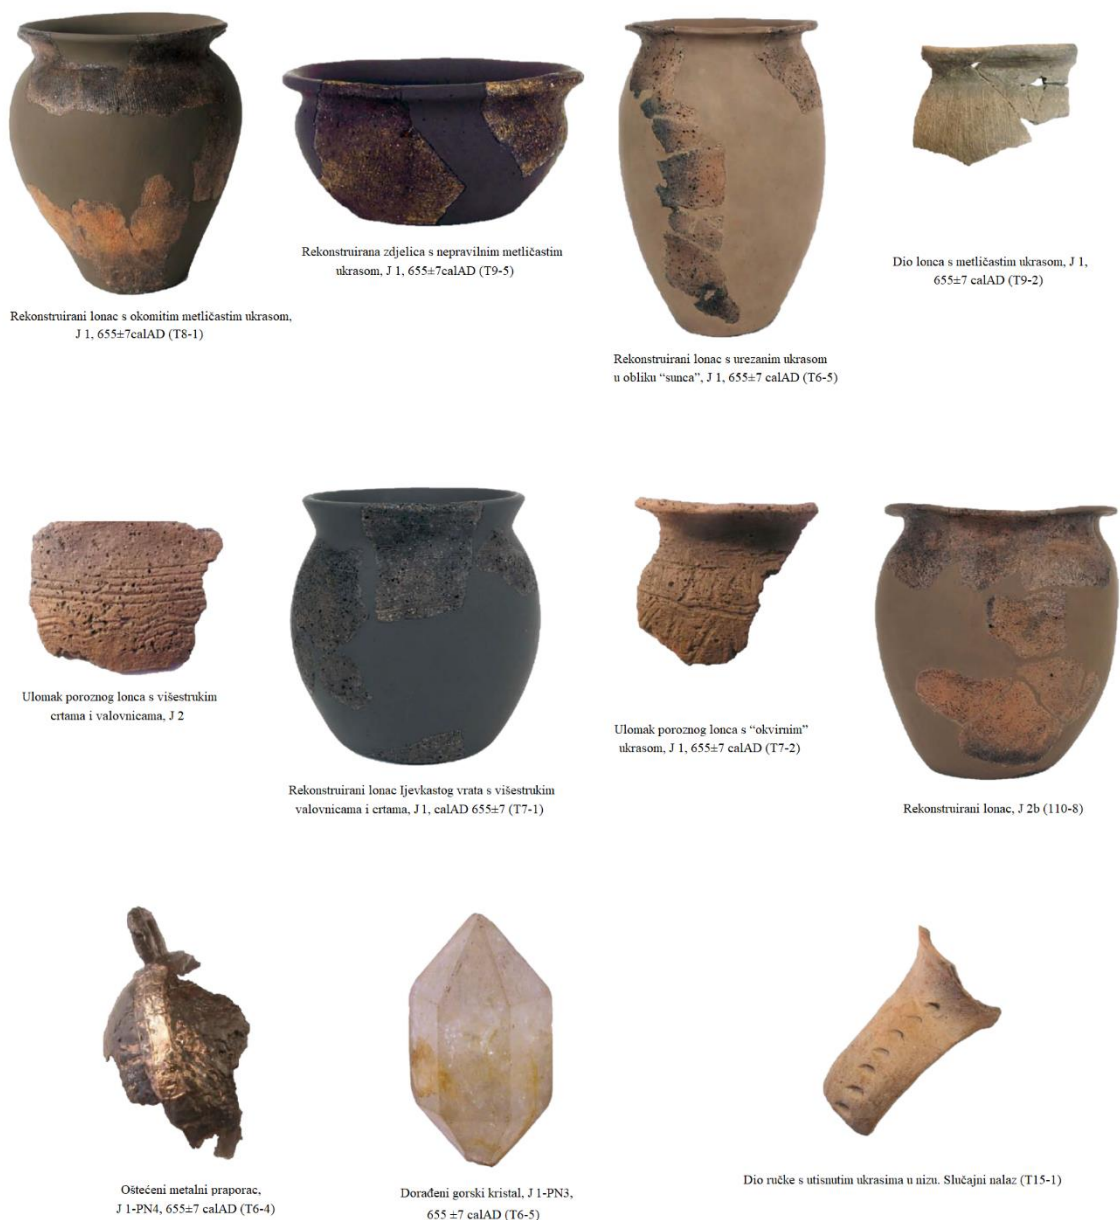 Rekonstruirani lonac s okomitim metličastim ukrasom,
J 1, 655±7calAD (T8-1)
Rekonstruirana zdjelica s nepravilnim metličastim
ukrasom, J 1, 655±7calAD (T9-5)
Rekonstruirani lonac s urezanim ukrasom
u obliku “sunca”, J 1, 655±7 calAD (T6-5)
Dio lonca s metličastim ukrasom, J 1,
655±7 calAD (T9-2)
Ulomak poroznog lonca s višestrukim
crtama i valovnicama, J 2
Rekonstruirani lonac Ijevkastog vrata s višestrukim
valovnicama i crtama, J 1, calAD 655±7 (T7-1)
Ulomak poroznog lonca s “okvirnim”
ukrasom, J 1, 655±7 calAD (T7-2)
Rekonstruirani lonac, J 2b (110-8)
Oštećeni metalni praporac,
J 1-PN4, 655±7 calAD (T6-4)
Dorađeni gorski kristal, J 1-PN3,
655 ±7 calAD (T6-5)
Dio ručke s utisnutim ukrasima u nizu. Slučajni nalaz (T15-1)